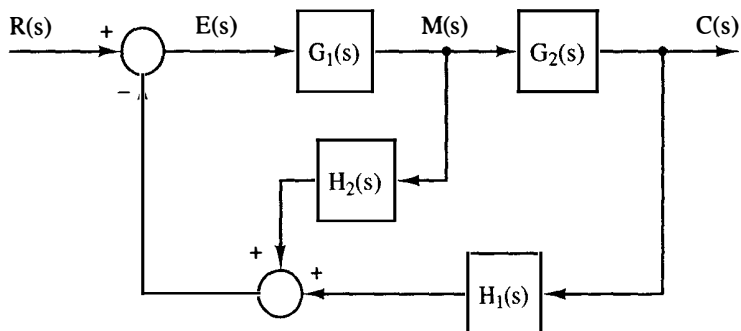 R(s) + E(s) G₁(s) M(s) G₂(s) C(s)
−
H₂(s)
+
+ H₁(s)